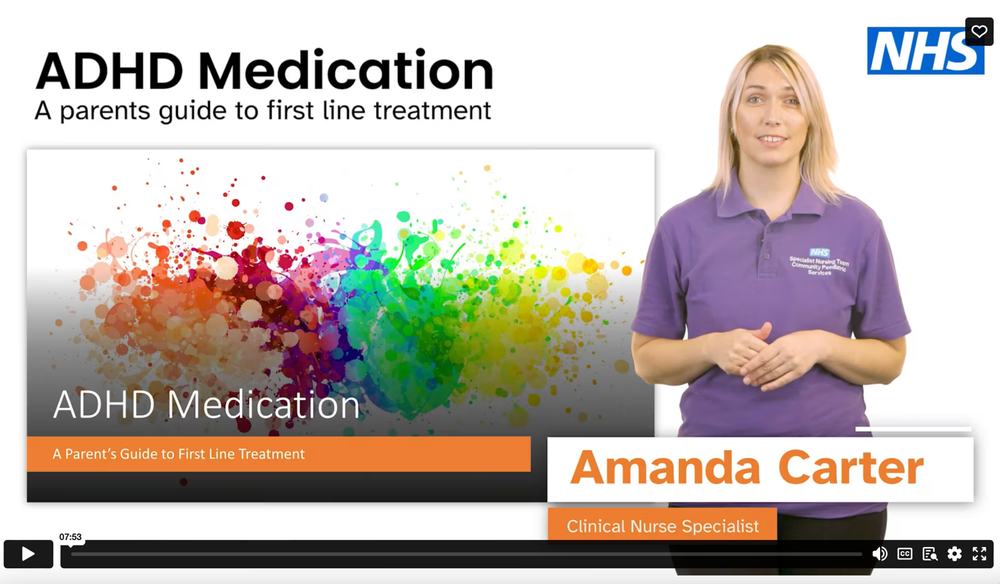 ADHD Medication
A parents guide to first line treatment
NHS
NHS
Specialist Nursing Team
Community Paediatric
Services
ADHD Medication
A Parent's Guide to First Line Treatment
Amanda Carter
Clinical Nurse Specialist
07:53
CC